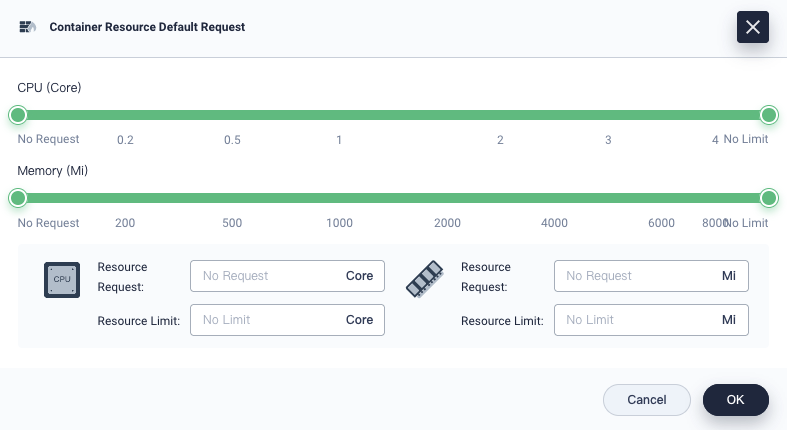 Container Resource Default Request
CPU (Core)
No Request 0.2 0.5 1 2 3 4 No Limit
Memory (Mi)
No Request 200 500 1000 2000 4000 6000 8000 No Limit
CPU
Resource Request:
No Request Core
Resource Limit:
No Limit Core
Resource Request:
No Request Mi
Resource Limit:
No Limit Mi
Cancel OK